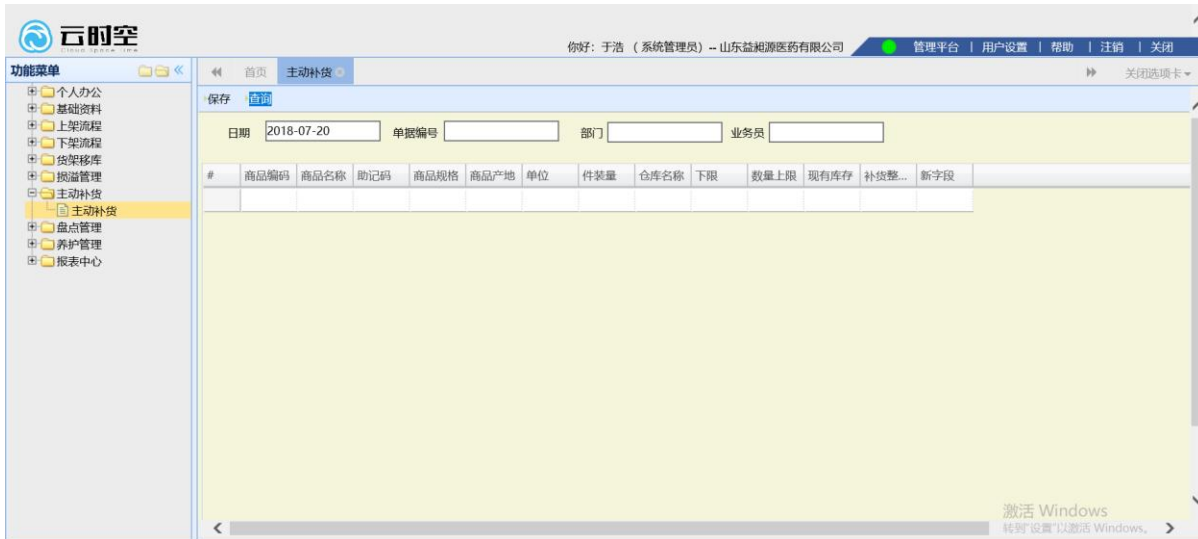 云时空
Cloud.Space.Time
你好：于浩 （系统管理员）-- 山东益昶源医药有限公司 管理平台 | 用户设置 | 帮助 | 注销 | 关闭
功能菜单
首页 主动补货 关闭选项卡
个人办公
基础资料
上架流程
下架流程
货架移库
损溢管理
主动补货
主动补货
盘点管理
养护管理
报表中心
保存 查询
日期 2018-07-20 单据编号 部门 业务员
# 商品编码 商品名称 助记码 商品规格 商品产地 单位 件装量 仓库名称 下限 数量上限 现有库存 补货整... 新字段
激活 Windows
转到"设置"以激活 Windows。